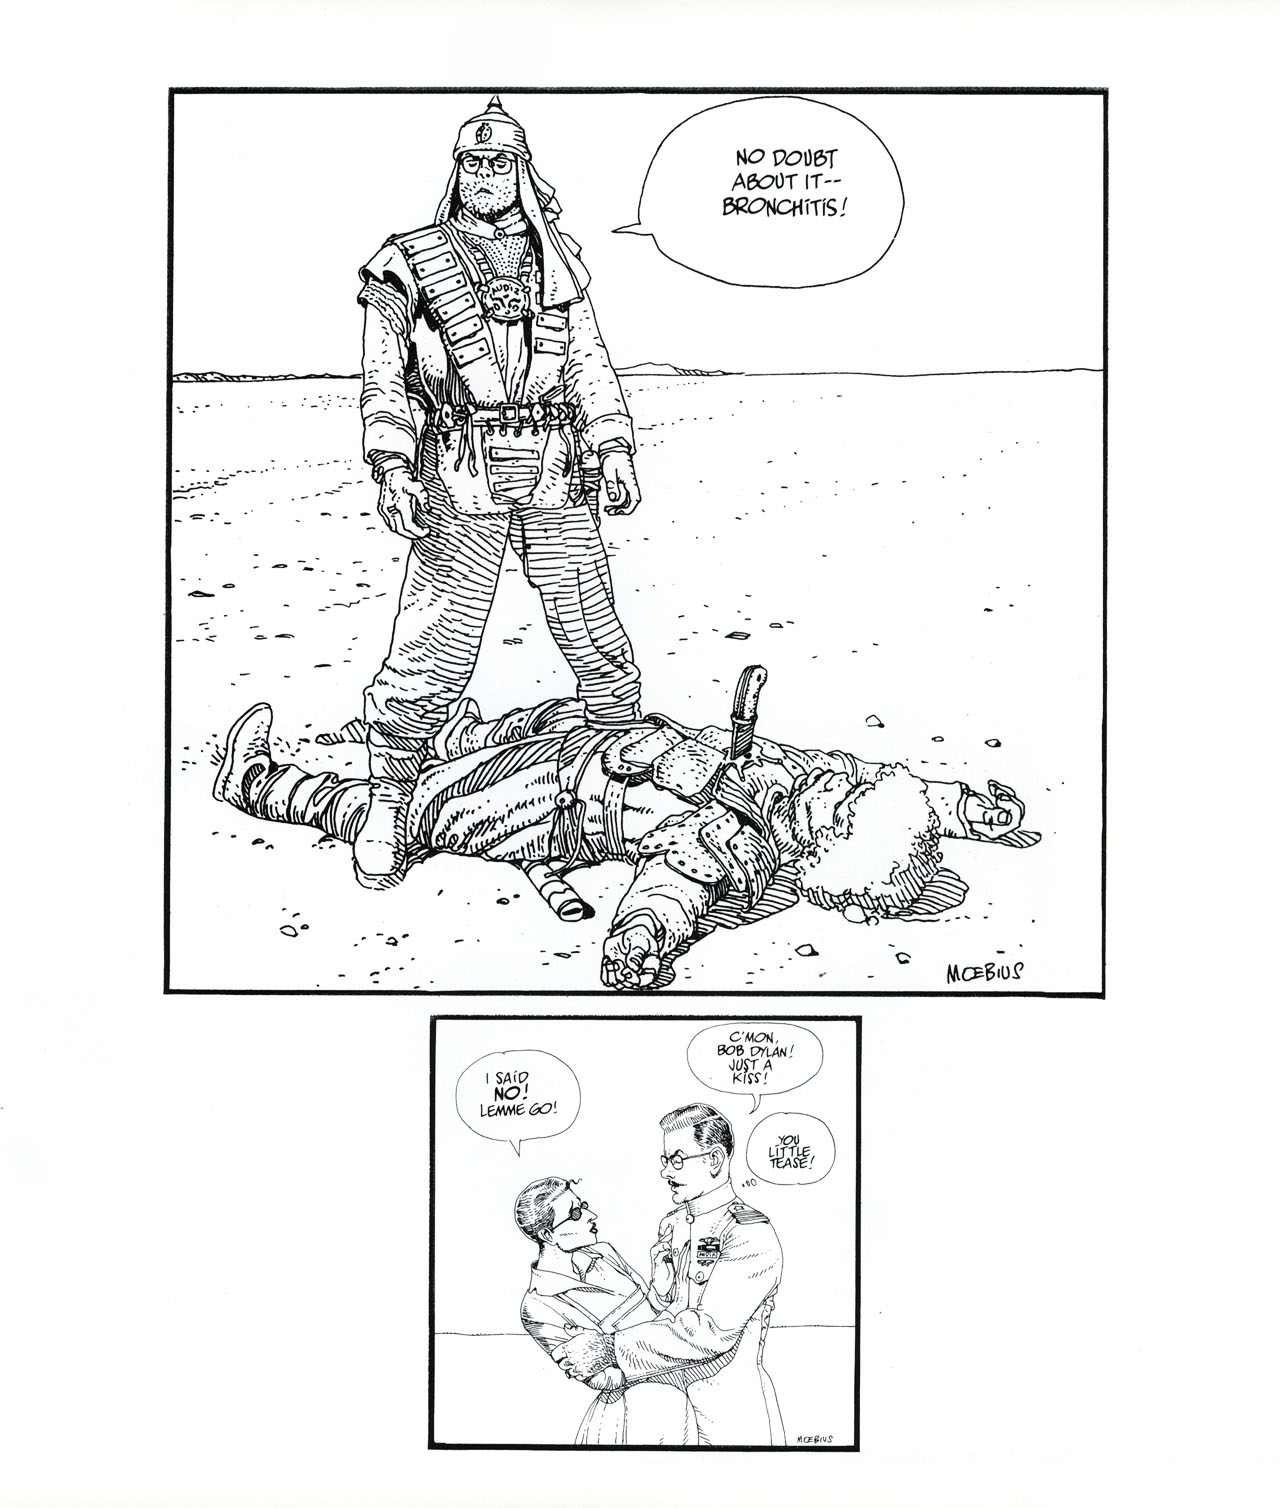 NO DOUBT
ABOUT IT--
BRONCHITIS!
AUDIE
MOEBIUS
I SAID
NO!
LEMME GO!
C'MON,
BOB DYLAN!
JUST A
KISS!
YOU
LITTLE
TEASE!
MOEBIUS